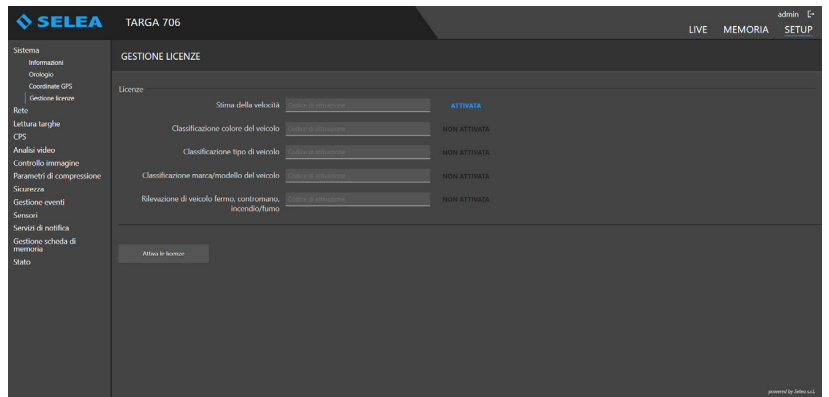 SELEA
TARGA 706
admin
LIVE MEMORIA SETUP
Sistema
Informazioni
Orologio
Coordinate GPS
Gestione licenze
Rete
Lettura targhe
CPS
Analisi video
Controllo immagine
Parametri di compressione
Sicurezza
Gestione eventi
Sensori
Servizi di notifica
Gestione scheda di
memoria
Stato
GESTIONE LICENZE
Licenze
Stima della velocità Codice di attivazione ATTIVATA
Classificazione colore del veicolo Codice di attivazione NON ATTIVATA
Classificazione tipo di veicolo Codice di attivazione NON ATTIVATA
Classificazione marca/modello del veicolo Codice di attivazione NON ATTIVATA
Rilevazione di veicolo fermo, contromano, Codice di attivazione NON ATTIVATA
incendio/fumo
Attiva le licenze
powered by Selea s.r.l.